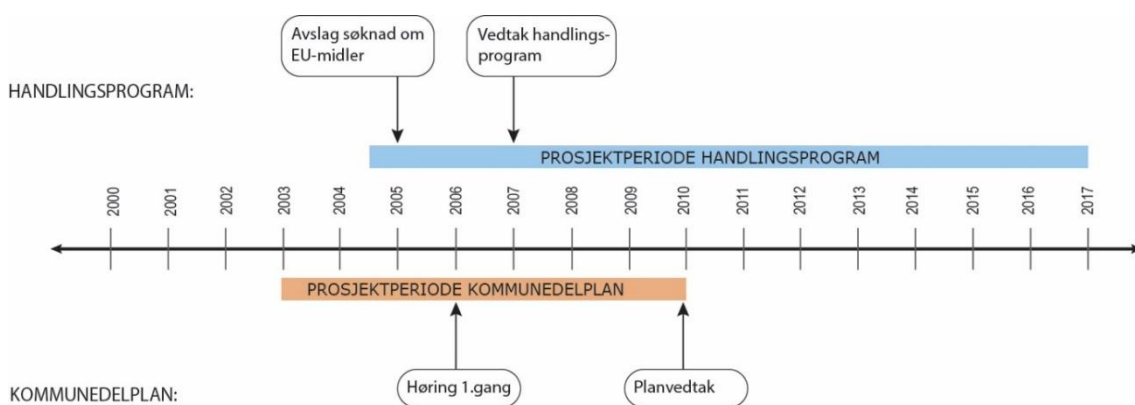 Avslag søknad om
EU-midler
Vedtak handlings-
program
HANDLINGSPROGRAM:
PROSJEKTPERIODE HANDLINGSPROGRAM
2000 2001 2002 2003 2004 2005 2006 2007 2008 2009 2010 2011 2012 2013 2014 2015 2016 2017
PROSJEKTPERIODE KOMMUNEDELPLAN
Høring 1.gang
Planvedtak
KOMMUNEDELPLAN: